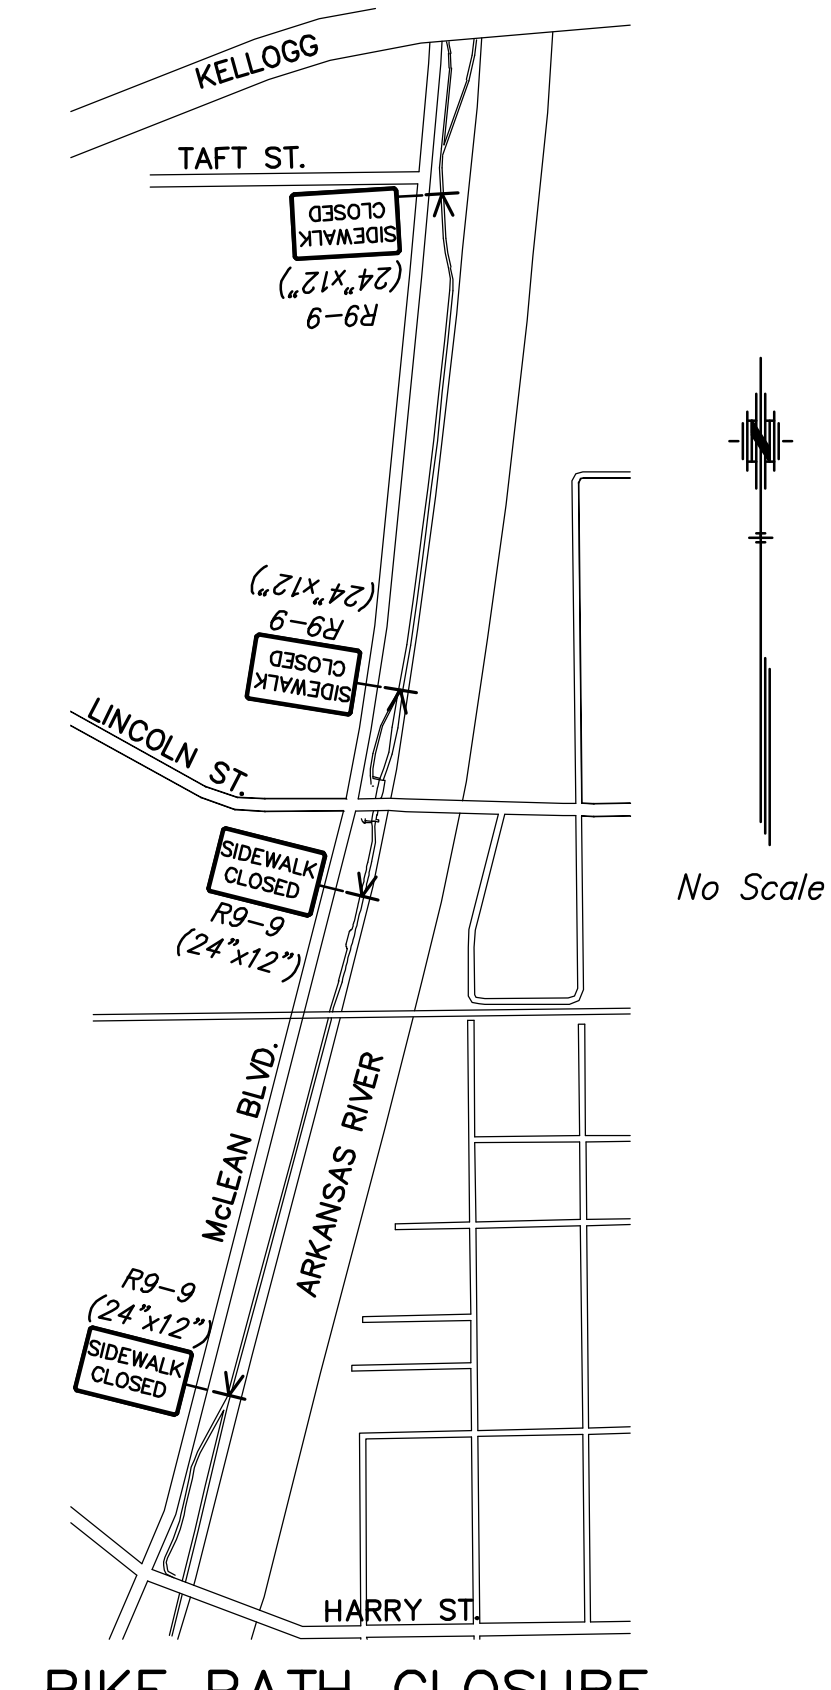 KELLOGG
TAFT ST.
SIDEWALK
CLOSED
(24"x12")
R9-9
(24"x12")
R9-9
SIDEWALK
CLOSED
N
LINCOLN ST.
SIDEWALK
CLOSED
R9-9
(24"x12")
No Scale
McLEAN BLVD.
ARKANSAS RIVER
R9-9
(24"x12")
SIDEWALK
CLOSED
HARRY ST.
BIKE PATH CLOSURE